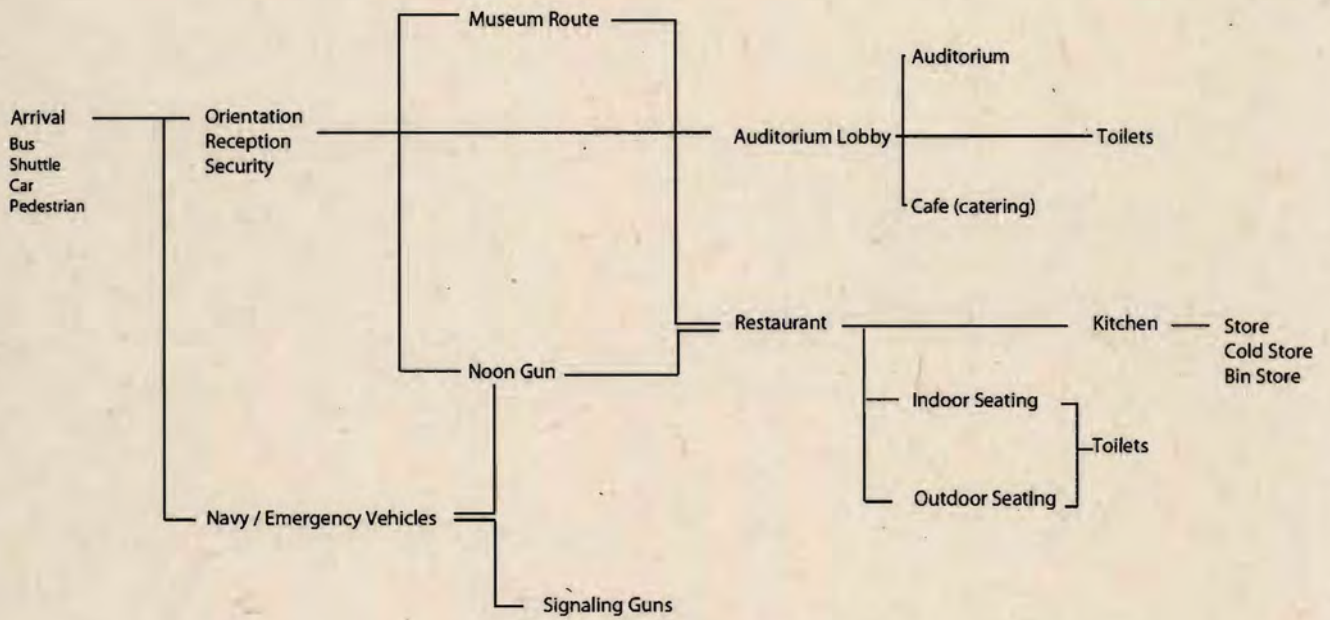 Museum Route
Auditorium
Arrival
Bus
Shuttle
Car
Pedestrian
Orientation
Reception
Security
Auditorium Lobby
Toilets
Cafe (catering)
Restaurant
Kitchen
Store
Cold Store
Bin Store
Noon Gun
Indoor Seating
Toilets
Outdoor Seating
Navy / Emergency Vehicles
Signaling Guns